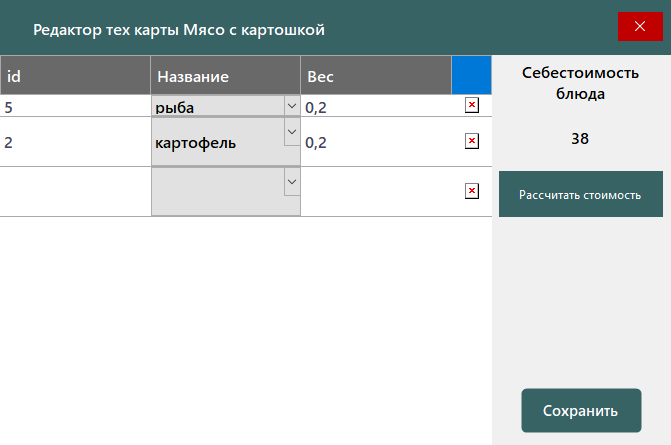 Редактор тех карты Мясо с картошкой
id Название Вес
5 рыба 0,2
2 картофель 0,2
Себестоимость
блюда
38
Рассчитать стоимость
Сохранить